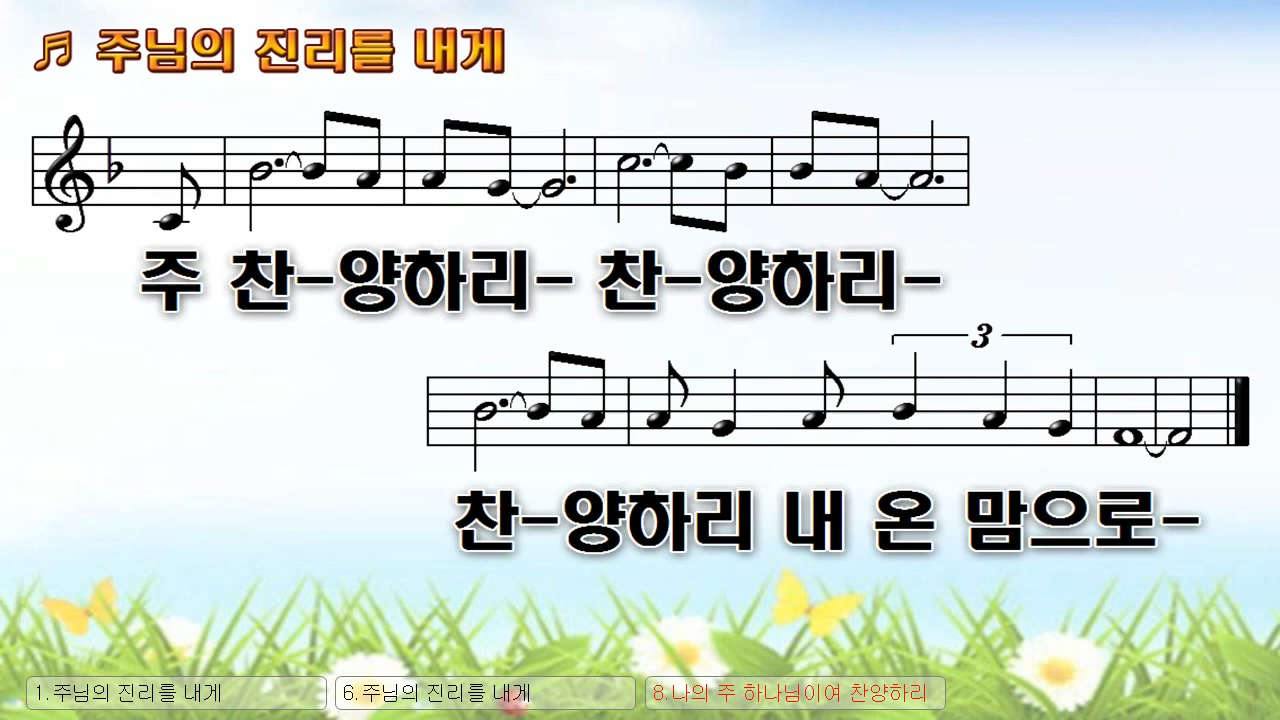 ♬ 주님의 진리를 내게
주 찬-양하리- 찬-양하리-
3
찬-양하리 내 온 맘으로-
1.주님의 진리를 내게
6.주님의 진리를 내게
8.나의 주 하나님이여 찬양하리